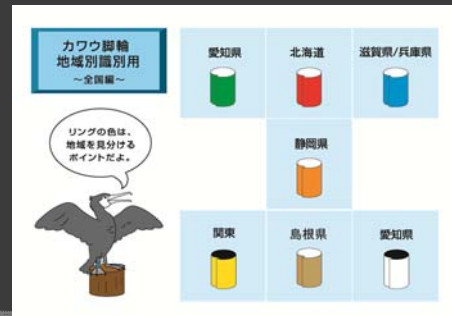 カワウ脚輪
地域別識別用
～全国編～
愛知県
北海道
滋賀県/兵庫県
リングの色は、
地域を見分ける
ポイントだよ。
静岡県
関東
島根県
愛知県